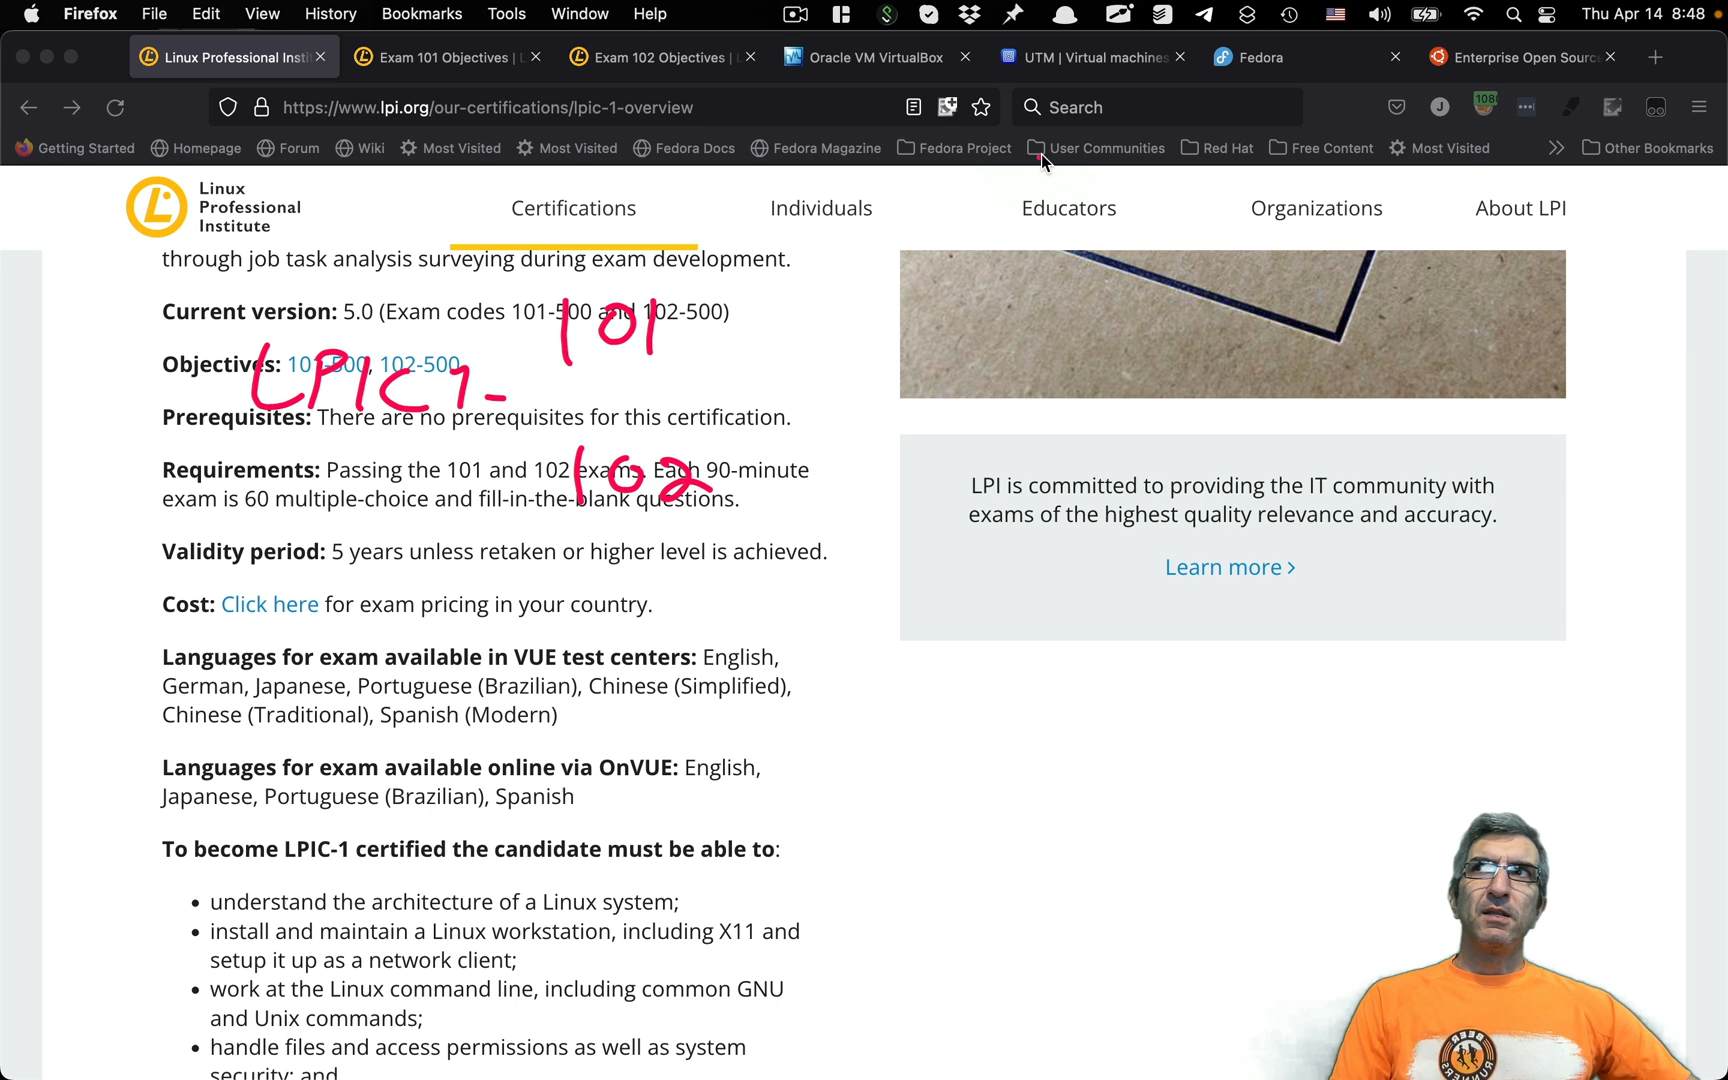 Firefox File Edit View History Bookmarks Tools Window Help Thu Apr 14 8:48
Linux Professional Insti Exam 101 Objectives | L Exam 102 Objectives | L Oracle VM VirtualBox UTM | Virtual machines Fedora Enterprise Open Source
https://www.lpi.org/our-certifications/lpic-1-overview Search
Getting Started Homepage Forum Wiki Most Visited Most Visited Fedora Docs Fedora Magazine Fedora Project User Communities Red Hat Free Content Most Visited Other Bookmarks
Linux
Professional
Institute
Certifications Individuals Educators Organizations About LPI
through job task analysis surveying during exam development.
Current version: 5.0 (Exam codes 101-500 and 102-500)
101
Objectives: 101-500, 102-500
LPIC1-
Prerequisites: There are no prerequisites for this certification.
Requirements: Passing the 101 and 102 exams. Each 90-minute
102
exam is 60 multiple-choice and fill-in-the-blank questions.
Validity period: 5 years unless retaken or higher level is achieved.
Cost: Click here for exam pricing in your country.
Languages for exam available in VUE test centers: English,
German, Japanese, Portuguese (Brazilian), Chinese (Simplified),
Chinese (Traditional), Spanish (Modern)
Languages for exam available online via OnVUE: English,
Japanese, Portuguese (Brazilian), Spanish
To become LPIC-1 certified the candidate must be able to:
• understand the architecture of a Linux system;
• install and maintain a Linux workstation, including X11 and
setup it up as a network client;
• work at the Linux command line, including common GNU
and Unix commands;
• handle files and access permissions as well as system
security; and
LPI is committed to providing the IT community with
exams of the highest quality relevance and accuracy.
Learn more ›
BEER
RUNNERS